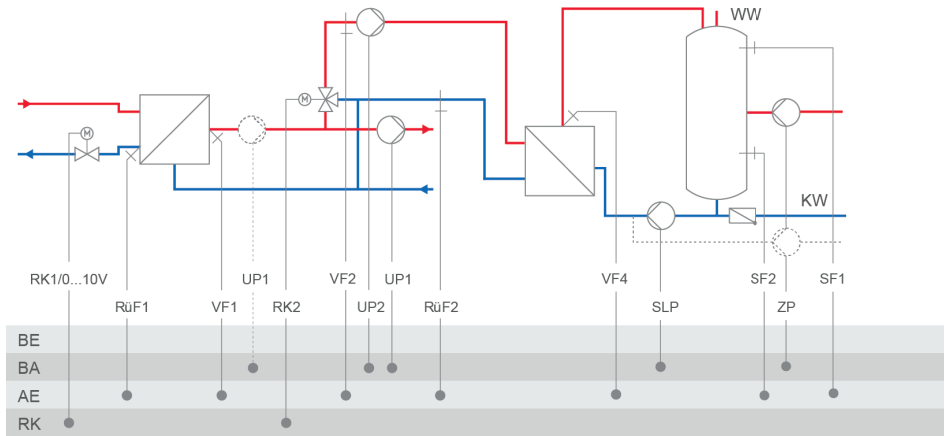 WW
M
M
KW
RK1/0...10V UP1 VF2 UP1 VF4 SF2 SF1
RüF1 VF1 RK2 UP2 RüF2 SLP ZP
BE
BA
AE
RK